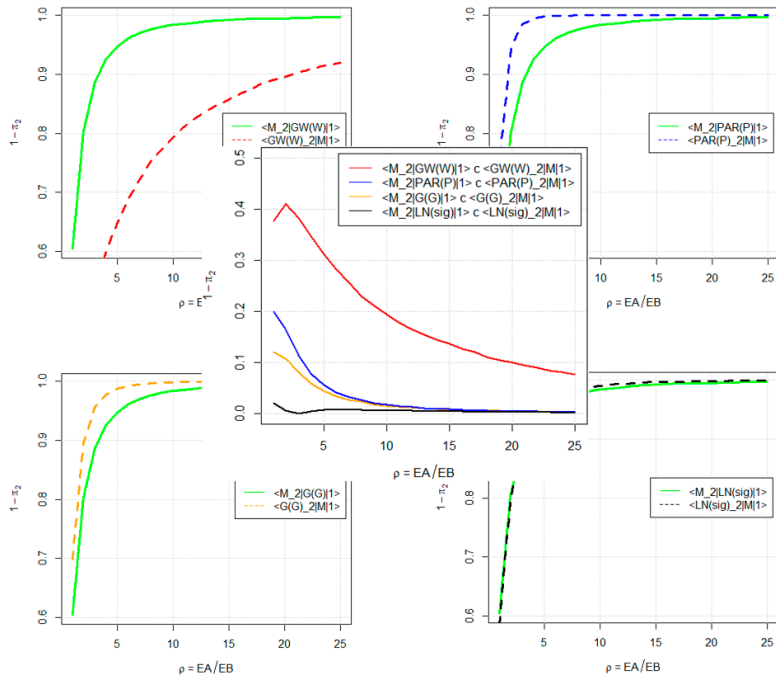 1.0
0.9
0.8
0.7
0.6
1 − π₂
<M_2|GW(W)|1>
<GW(W)_2|M|1>
5
10
15
20
25
ρ = E
1.0
0.9
0.8
0.7
0.6
<M_2|PAR(P)|1>
<PAR(P)_2|M|1>
10
15
20
25
ρ = EA/EB
0.5
0.4
0.3
0.2
0.1
0.0
1 − π₂
<M_2|GW(W)|1> c <GW(W)_2|M|1>
<M_2|PAR(P)|1> c <PAR(P)_2|M|1>
<M_2|G(G)|1> c <G(G)_2|M|1>
<M_2|LN(sig)|1> c <LN(sig)_2|M|1>
5
10
15
20
25
ρ = EA/EB
1.0
0.9
0.8
0.7
0.6
1 − π₂
<M_2|G(G)|1>
<G(G)_2|M|1>
5
10
15
20
25
ρ = EA/EB
0.8
0.7
0.6
1 − π₂
<M_2|LN(sig)|1>
<LN(sig)_2|M|1>
5
10
15
20
25
ρ = EA/EB